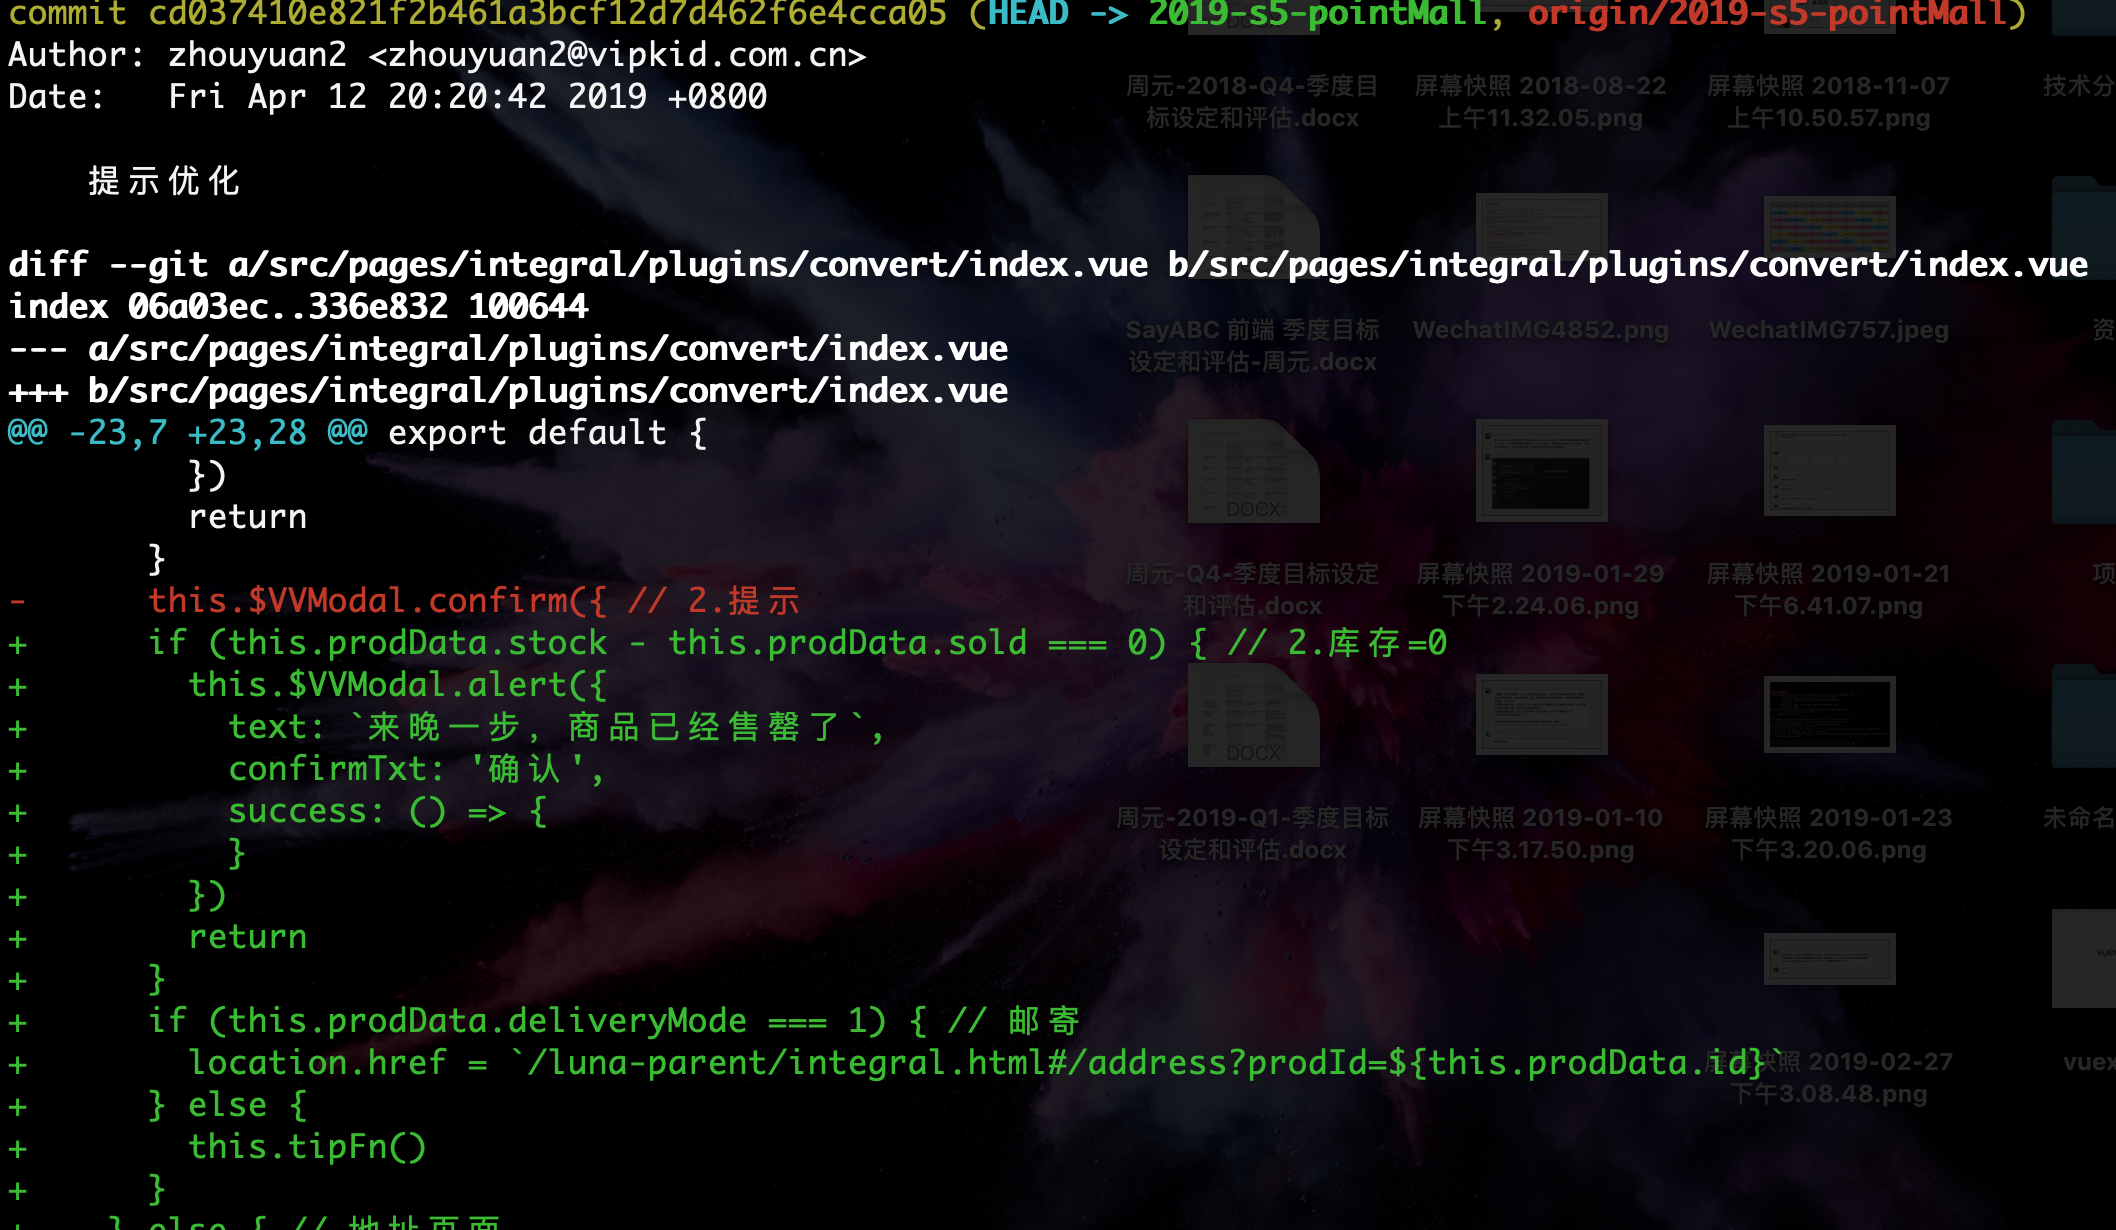 commit cd037410e821f2b461a3bcf12d7d462f6e4cca05 (HEAD -> 2019-s5-pointMall, origin/2019-s5-pointMall)
Author: zhouyuan2 <zhouyuan2@vipkid.com.cn>
Date:   Fri Apr 12 20:20:42 2019 +0800
    提示优化
diff --git a/src/pages/integral/plugins/convert/index.vue b/src/pages/integral/plugins/convert/index.vue
index 06a03ec..336e832 100644
--- a/src/pages/integral/plugins/convert/index.vue
+++ b/src/pages/integral/plugins/convert/index.vue
@@ -23,7 +23,28 @@ export default {
         })
         return
       }
-      this.$VVModal.confirm({ // 2.提示
+      if (this.prodData.stock - this.prodData.sold === 0) { // 2.库存=0
+        this.$VVModal.alert({
+          text: `来晚一步, 商品已经售罄了`,
+          confirmTxt: '确认',
+          success: () => {
+          }
+        })
+        return
+      }
+      if (this.prodData.deliveryMode === 1) { // 邮寄
+        location.href = `/luna-parent/integral.html#/address?prodId=${this.prodData.id}`
+      } else {
+        this.tipFn()
+      }
+    } else { // 地址页面
周元-2018-Q4-季度目
标设定和评估.docx
屏幕快照 2018-08-22
上午11.32.05.png
屏幕快照 2018-11-07
上午10.50.57.png
技术分
SayABC 前端 季度目标
设定和评估-周元.docx
WechatIMG4852.png
WechatIMG757.jpeg
资
DOCX
周元-Q4-季度目标设定
和评估.docx
屏幕快照 2019-01-29
下午2.24.06.png
屏幕快照 2019-01-21
下午6.41.07.png
项
DOCX
周元-2019-Q1-季度目标
设定和评估.docx
屏幕快照 2019-01-10
下午3.17.50.png
屏幕快照 2019-01-23
下午3.20.06.png
未命名
屏幕快照 2019-02-27
下午3.08.48.png
vuex
vuex